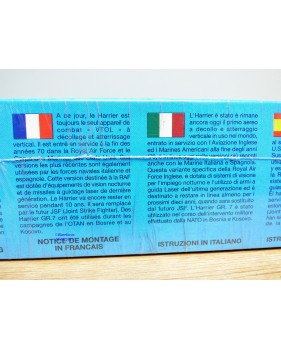 A ce jour, le Harrier est
toujours le seul appareil de
combat - VTOL - à
décollage et atterrissage
vertical. Il est entré en service à la fin des
années 70 dans la Royal Air Force et le
également
utilisées par les forces navales italienne et
espagnole. Cette version destinée à la RAF
est dotée d'équipements de vision nocturne
et de missiles de guidage laser de dernière
génération. Le Harrier va encore rester en
service pendant 10 ans. Il sera remplacé
par le futur JSF (Joint Strike Fighter). Des
Harrier GR.7 ont été utilisés durant les
campagnes de l'OTAN en Bosnie et au
Kosovo.
NOTICE DE MONTAGE
EN FRANCAIS
L'Harrier è stato è rimane
ancora oggi il primo aereo
a decollo e atterraggio
verticale in uso nel mondo,
entrato in servizio con l'Aviazione Inglese
ed i Marines Americani alla fine degli anni
anche con la Marina Italiana e Spagnola.
Questa variante specifica della Royal Air
Force Inglese, è dotata di sistemi di visione
per l'impiego notturno e l'utilizzo di armi a
guida Laser dell'ultima generazione ed è
destinato a restare in linea almeno per i
prossimi dieci anni, quando sarà sostituito
dal futuro JSF. L'Harrier GR.7 è stato
utilizzato nel corso dell'intervento militare
effettuato dalla NATO in Bosnia e Kosovo.
ISTRUZIONI IN ITALIANO